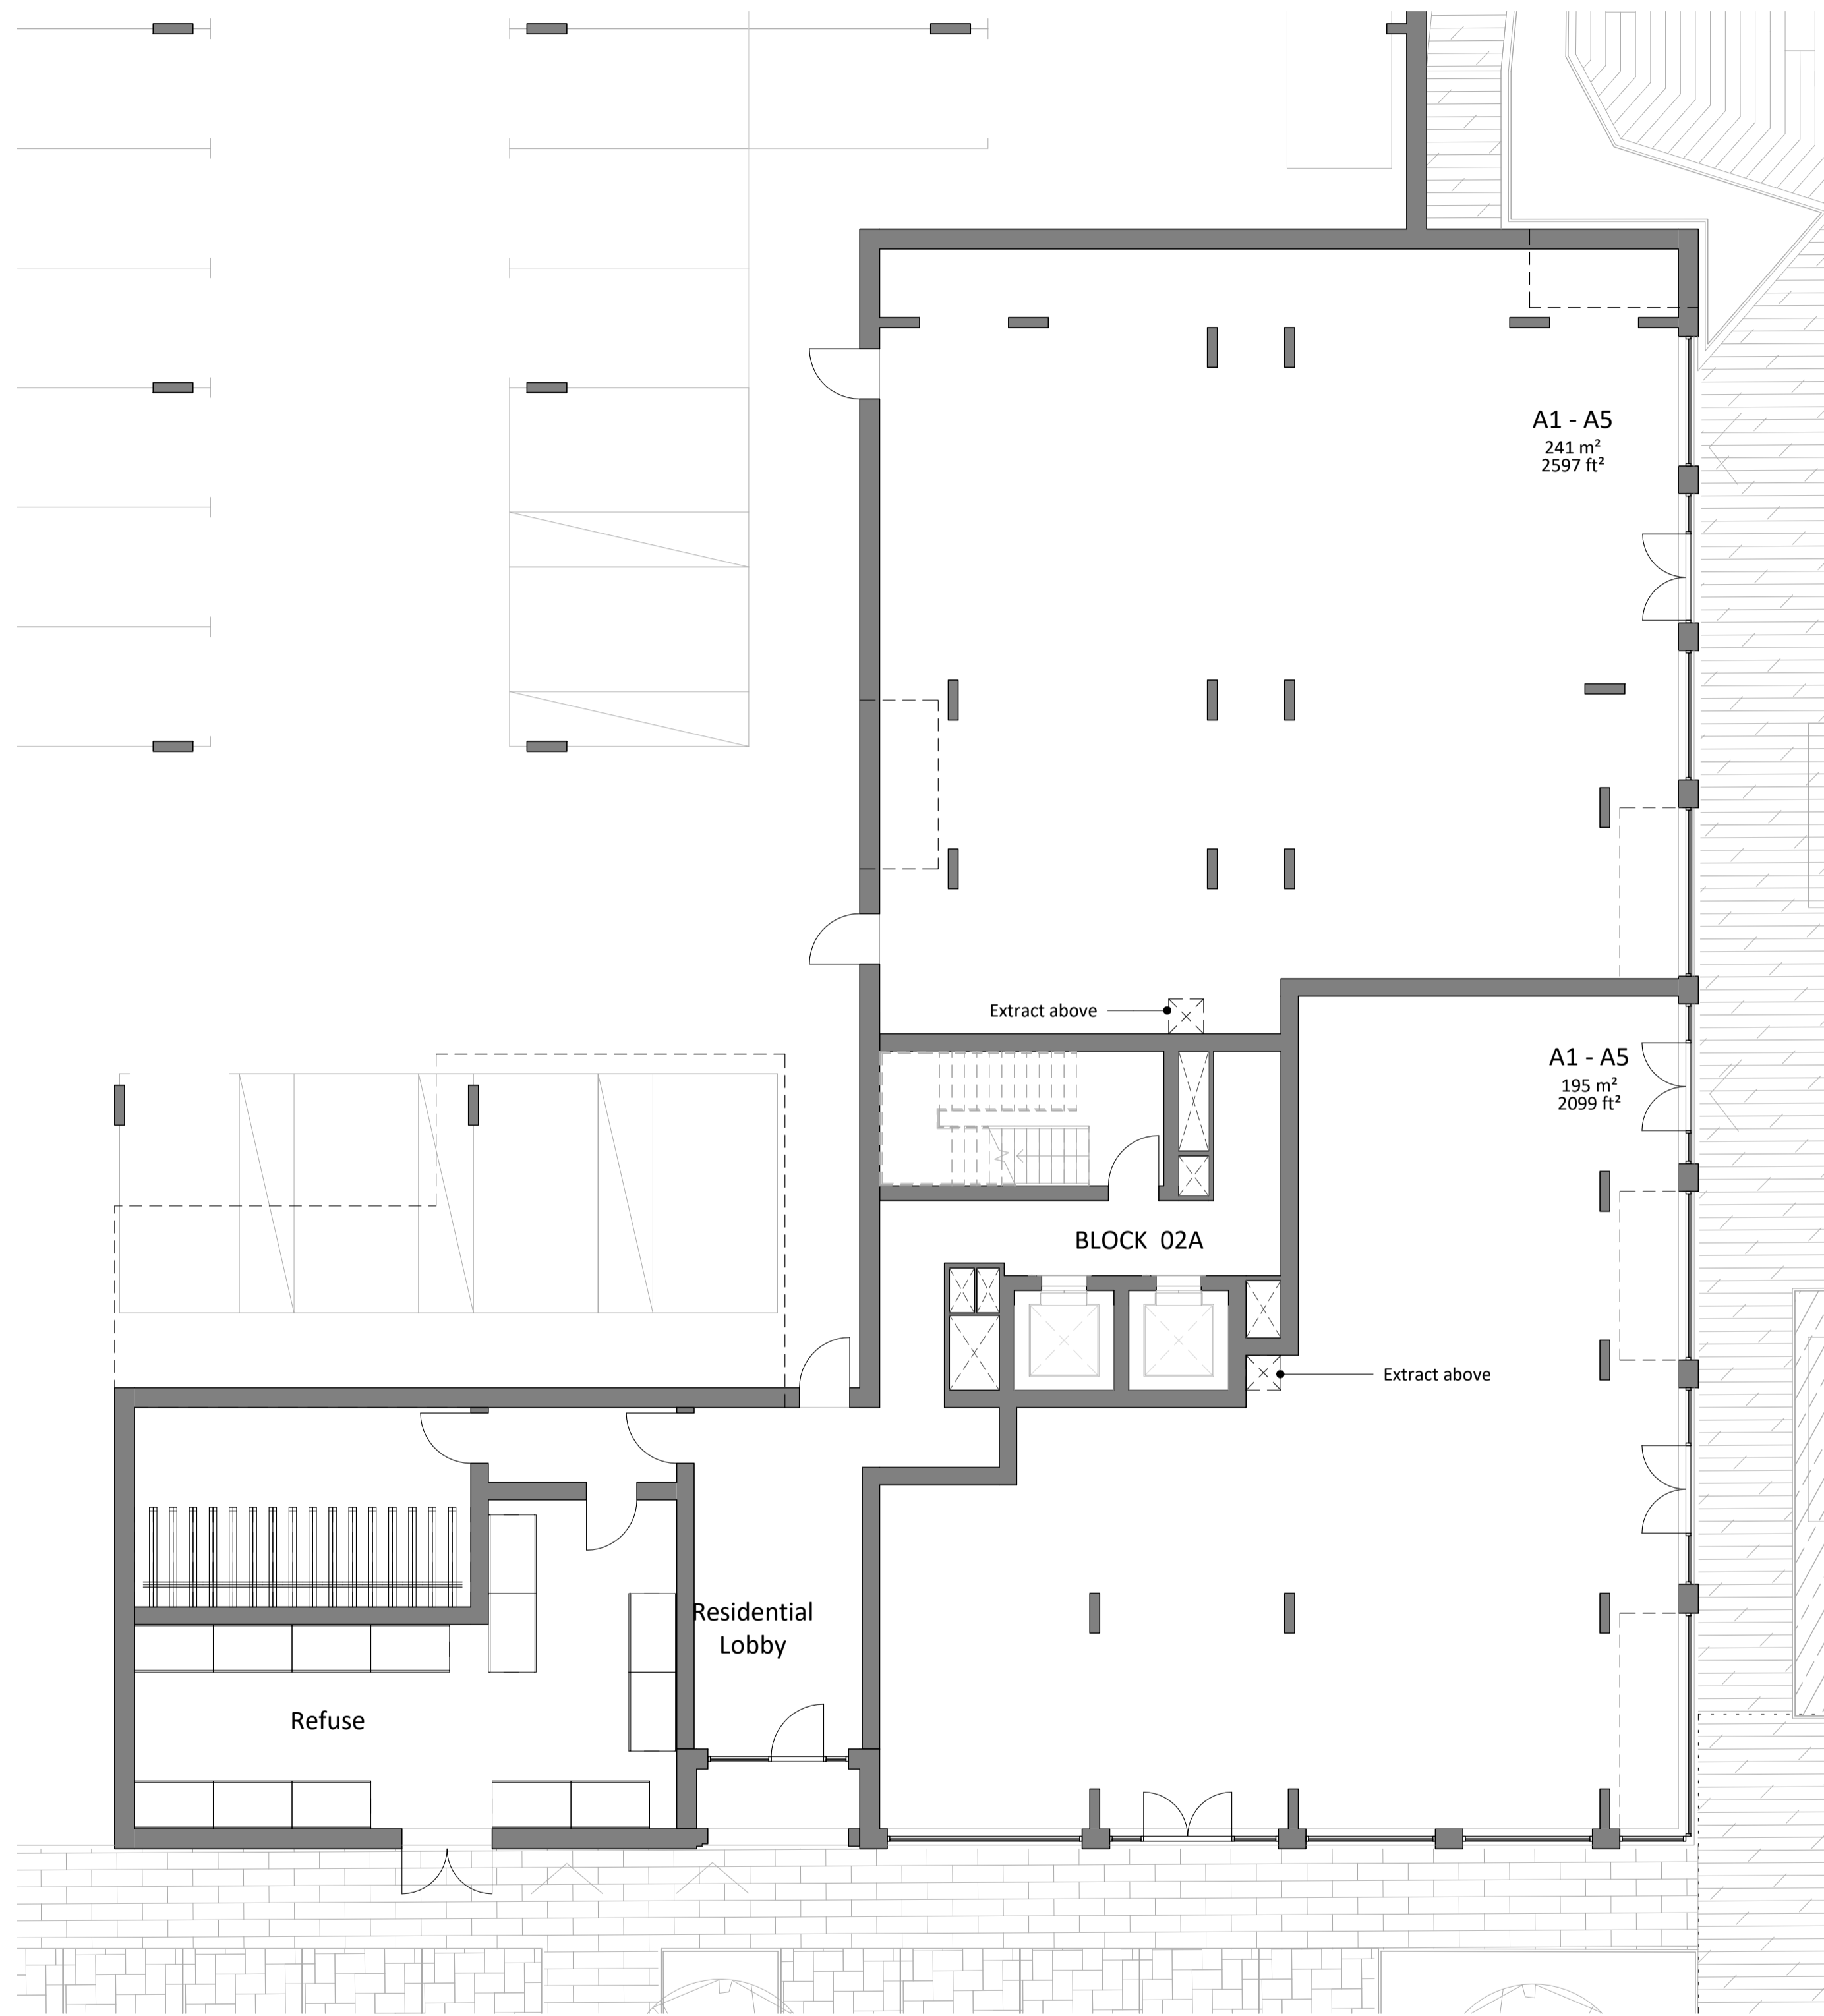 A1 - A5
241 m²
2597 ft²
Extract above
A1 - A5
195 m²
2099 ft²
BLOCK 02A
Extract above
Residential
Lobby
Refuse